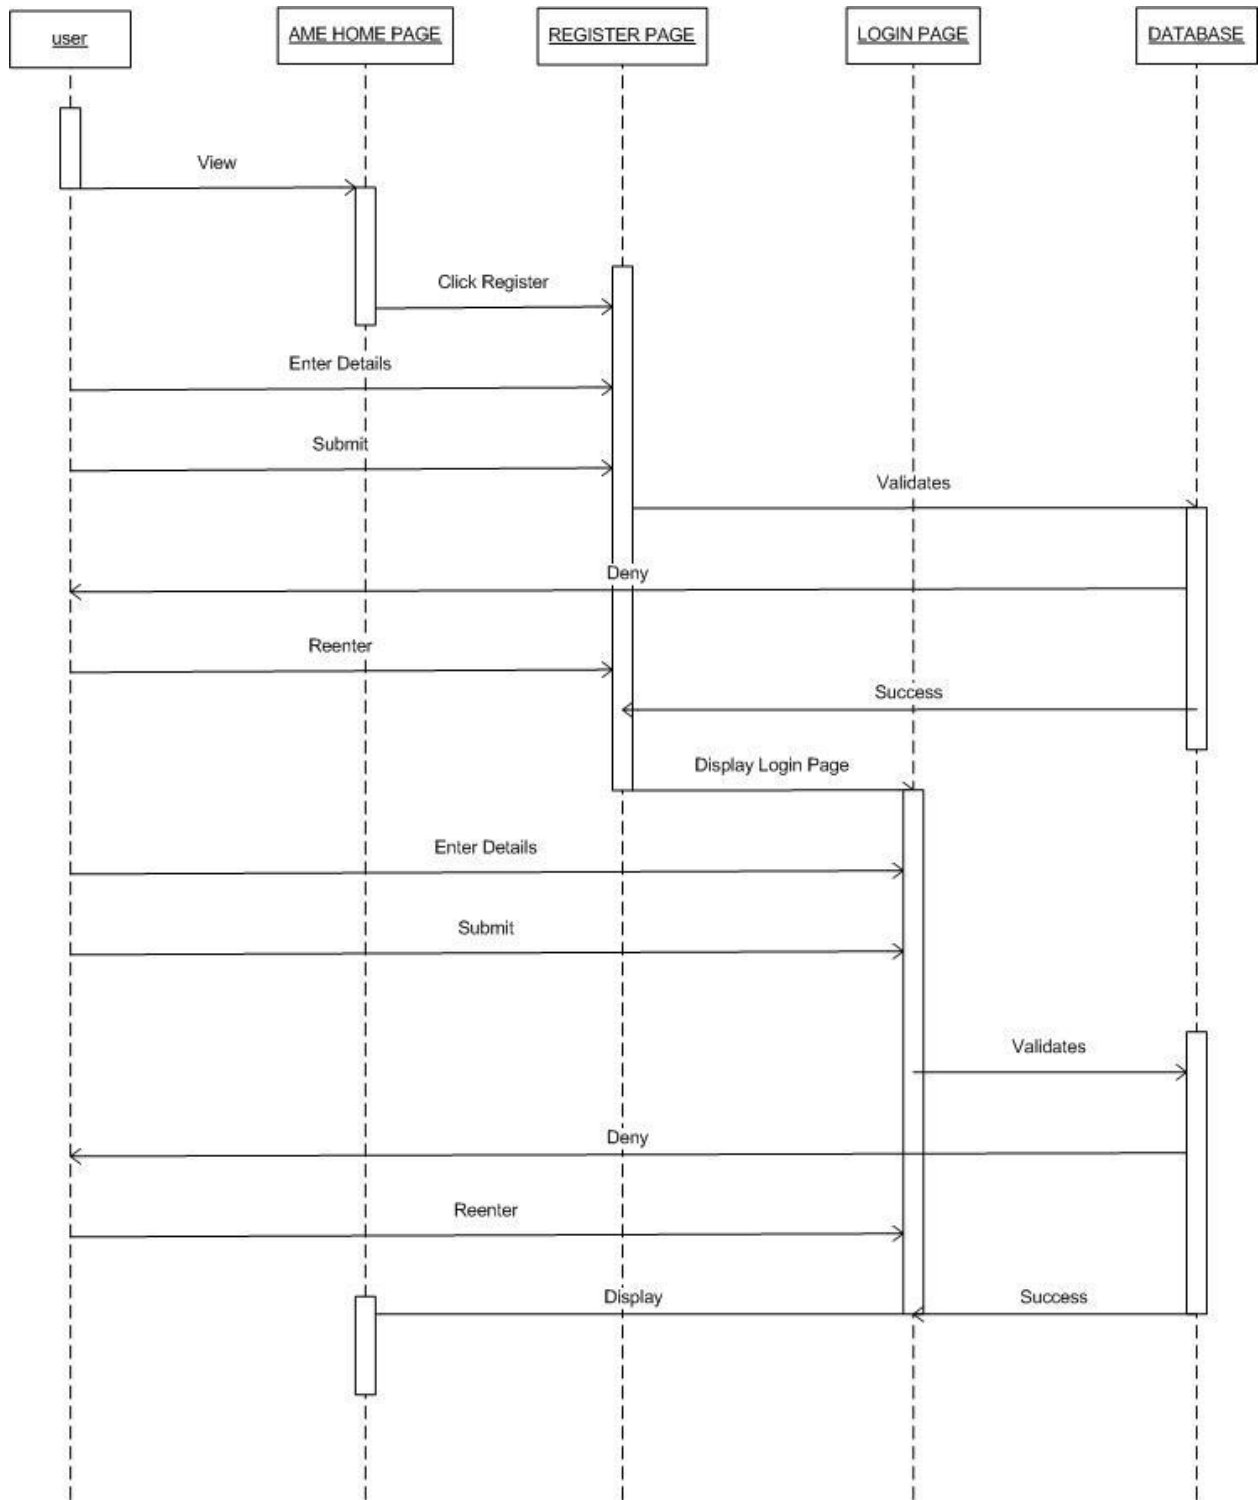 user
AME HOME PAGE
REGISTER PAGE
LOGIN PAGE
DATABASE
View
Click Register
Enter Details
Submit
Validates
Deny
Reenter
Success
Display Login Page
Enter Details
Submit
Validates
Deny
Reenter
Display
Success